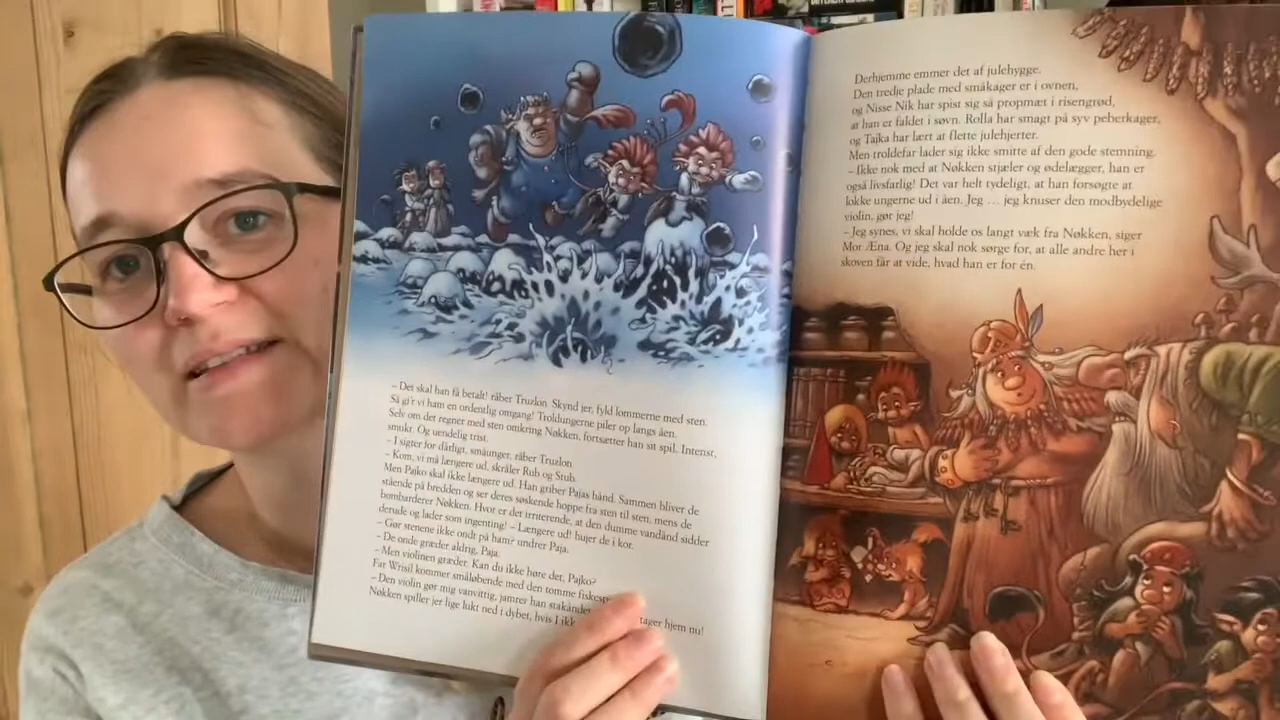 – Det skal han få betalt! råber Truzlon. Skynd jer, fyld lommerne med sten.
Så gi'r vi ham en ordentlig omgang! Troldungerne piler op langs åen.
Selv om det regner med sten omkring Nøkken, fortsætter han sit spil. Intenst,
smukt. Og uendelig trist.
– I sigter for dårligt, småunger, råber Truzlon.
– Kom, vi må længere ud, skråler Rub og Stub.
Men Pajko skal ikke længere ud. Han griber Pajas hånd. Sammen bliver de
stående på bredden og ser deres søskende hoppe fra sten til sten, mens de
bombarderer Nøkken. Hvor er det irriterende, at den dumme vandånd sidder
derude og lader som ingenting! – Længere ud! hujer de i kor.
– Gør stenene ikke ondt på ham? undrer Paja.
– De onde græder aldrig, Paja.
– Men violinen græder. Kan du ikke høre det, Pajko?
Far Wrisil kommer småløbende med den tomme
– Den violin gør mig vanvittig, jamrer han
Nøkken spiller jer lige lukt ned i dybet, hvis I tager hjem nu!
Derhjemme emmer det af julehygge.
Den tredje plade med småkager er i ovnen,
og Nisse Nik har spist sig så propmæt i risengrød,
at han er faldet i søvn. Rolla har smagt på syv peberkager,
og Tajka har lært at flette julehjerter.
Men troldefar lader sig ikke smitte af den gode stemning.
– Ikke nok med at Nøkken stjæler og ødelægger, han er
også livsfarlig! Det var helt tydeligt, at han forsøgte at
lokke ungerne ud i åen. Jeg … jeg knuser den modbydelige
violin, gør jeg!
– Jeg synes, vi skal holde os langt væk fra Nøkken, siger
Mor Æna. Og jeg skal nok sørge for, at alle andre her i
skoven får at vide, hvad han er for én.